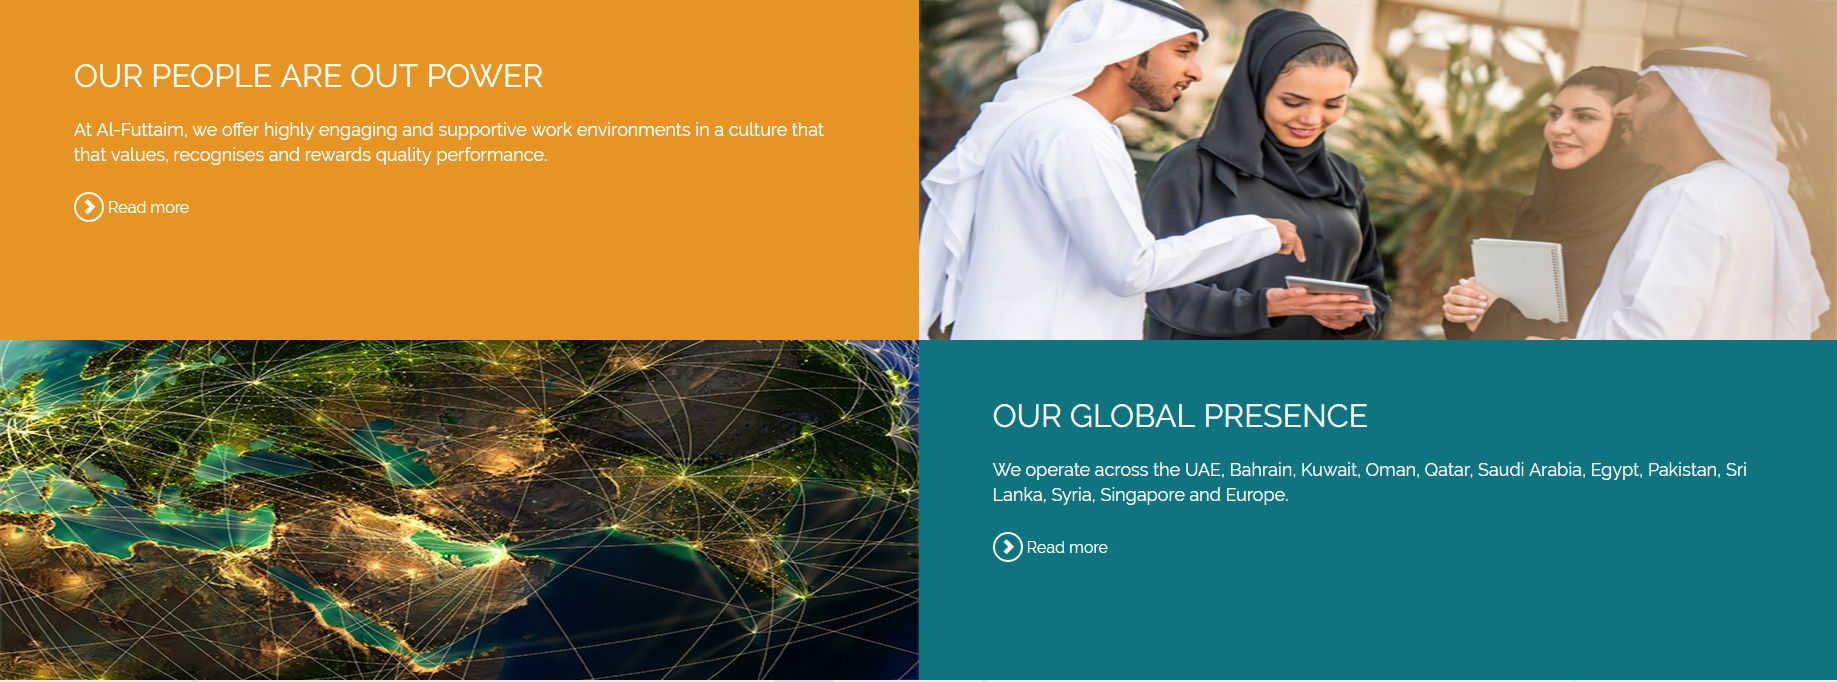 OUR PEOPLE ARE OUT POWER
At Al-Futtaim, we offer highly engaging and supportive work environments in a culture that
that values, recognises and rewards quality performance.
Read more
OUR GLOBAL PRESENCE
We operate across the UAE, Bahrain, Kuwait, Oman, Qatar, Saudi Arabia, Egypt, Pakistan, Sri
Lanka, Syria, Singapore and Europe.
Read more